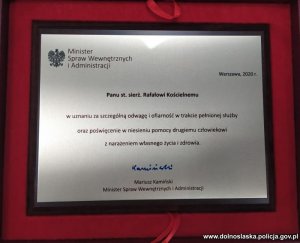 Minister
Spraw Wewnętrznych
i Administracji
Warszawa, 2020 r.
Panu st. sierż. Rafałowi Kościelnemu
w uznaniu za szczególną odwagę i ofiarność w trakcie pełnionej służby
oraz poświęcenie w niesieniu pomocy drugiemu człowiekowi
z narażeniem własnego życia i zdrowia.
Kamiński
Mariusz Kamiński
Minister Spraw Wewnętrznych i Administracji
www.dolnoslaska.policja.gov.pl